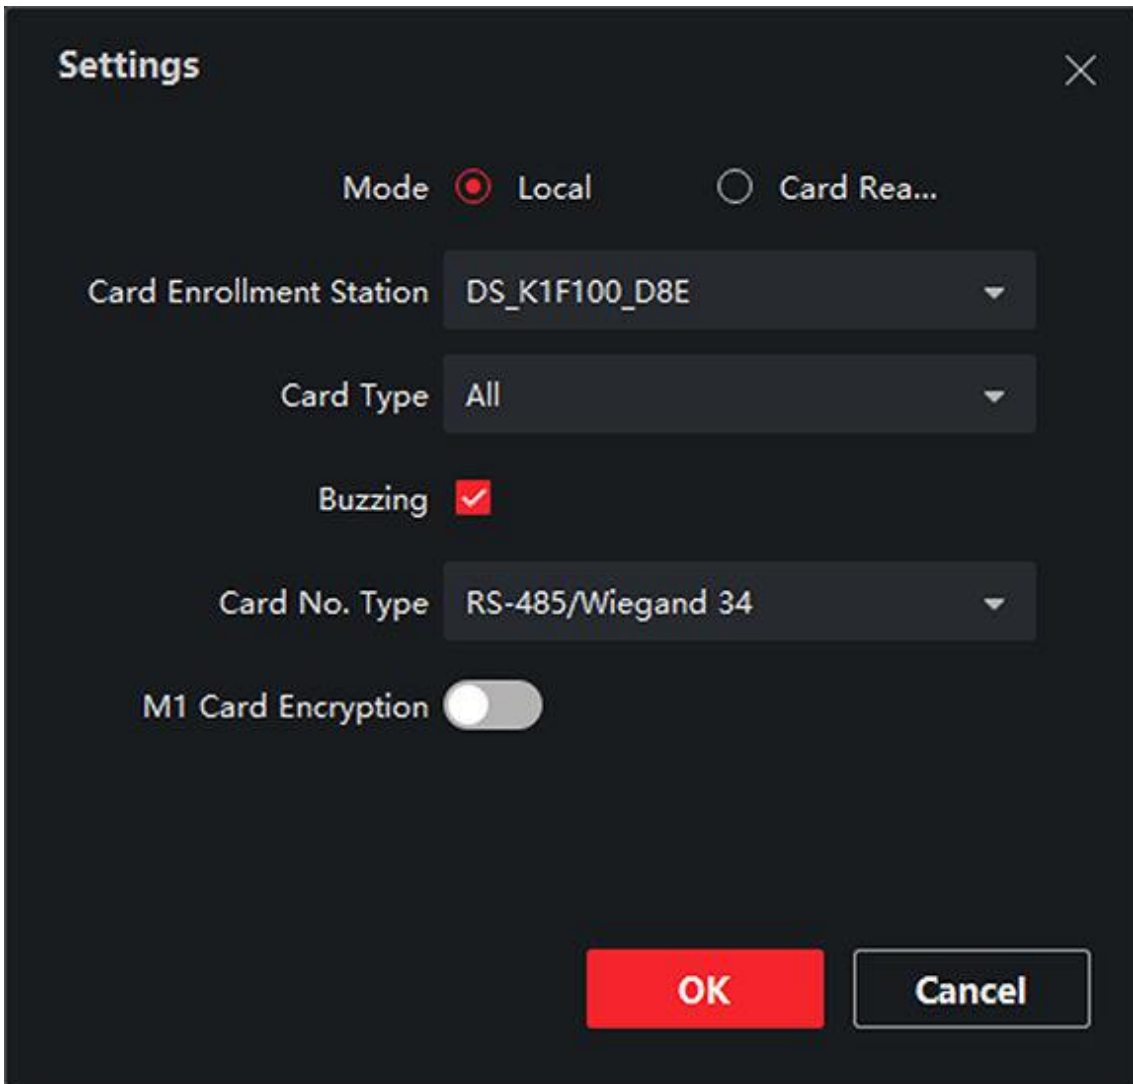 Settings
Mode Local Card Rea...
Card Enrollment Station DS_K1F100_D8E
Card Type All
Buzzing
Card No. Type RS-485/Wiegand 34
M1 Card Encryption
OK Cancel